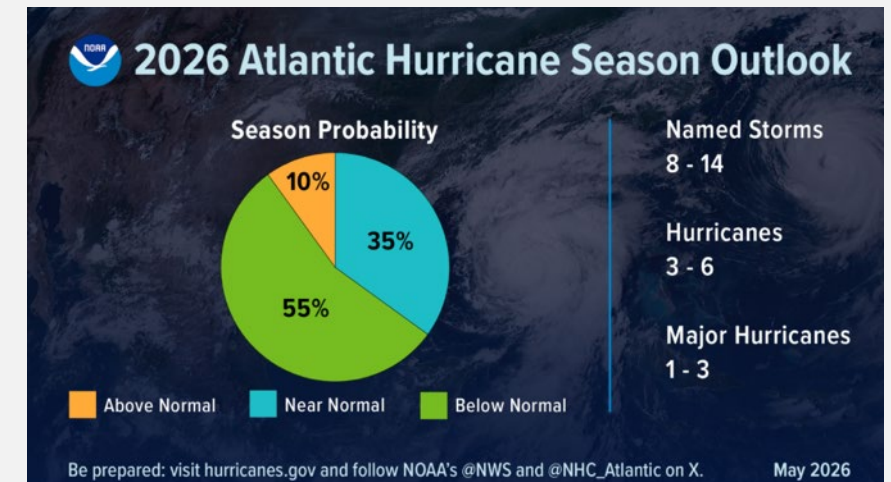 NOAA
2026 Atlantic Hurricane Season Outlook
Season Probability
10%
35%
55%
Above Normal
Near Normal
Below Normal
Named Storms
8 - 14
Hurricanes
3 - 6
Major Hurricanes
1 - 3
Be prepared: visit hurricanes.gov and follow NOAA's @NWS and @NHC_Atlantic on X.
May 2026